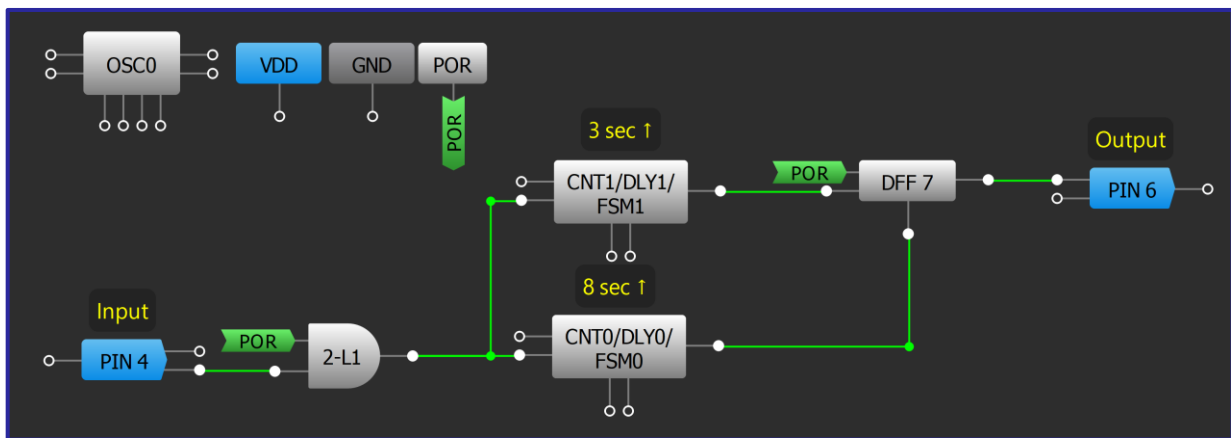 OSC0
VDD
GND
POR
POR
3 sec ↑
CNT1/DLY1/
FSM1
POR
DFF 7
Output
PIN 6
8 sec ↑
CNT0/DLY0/
FSM0
Input
PIN 4
POR
2-L1